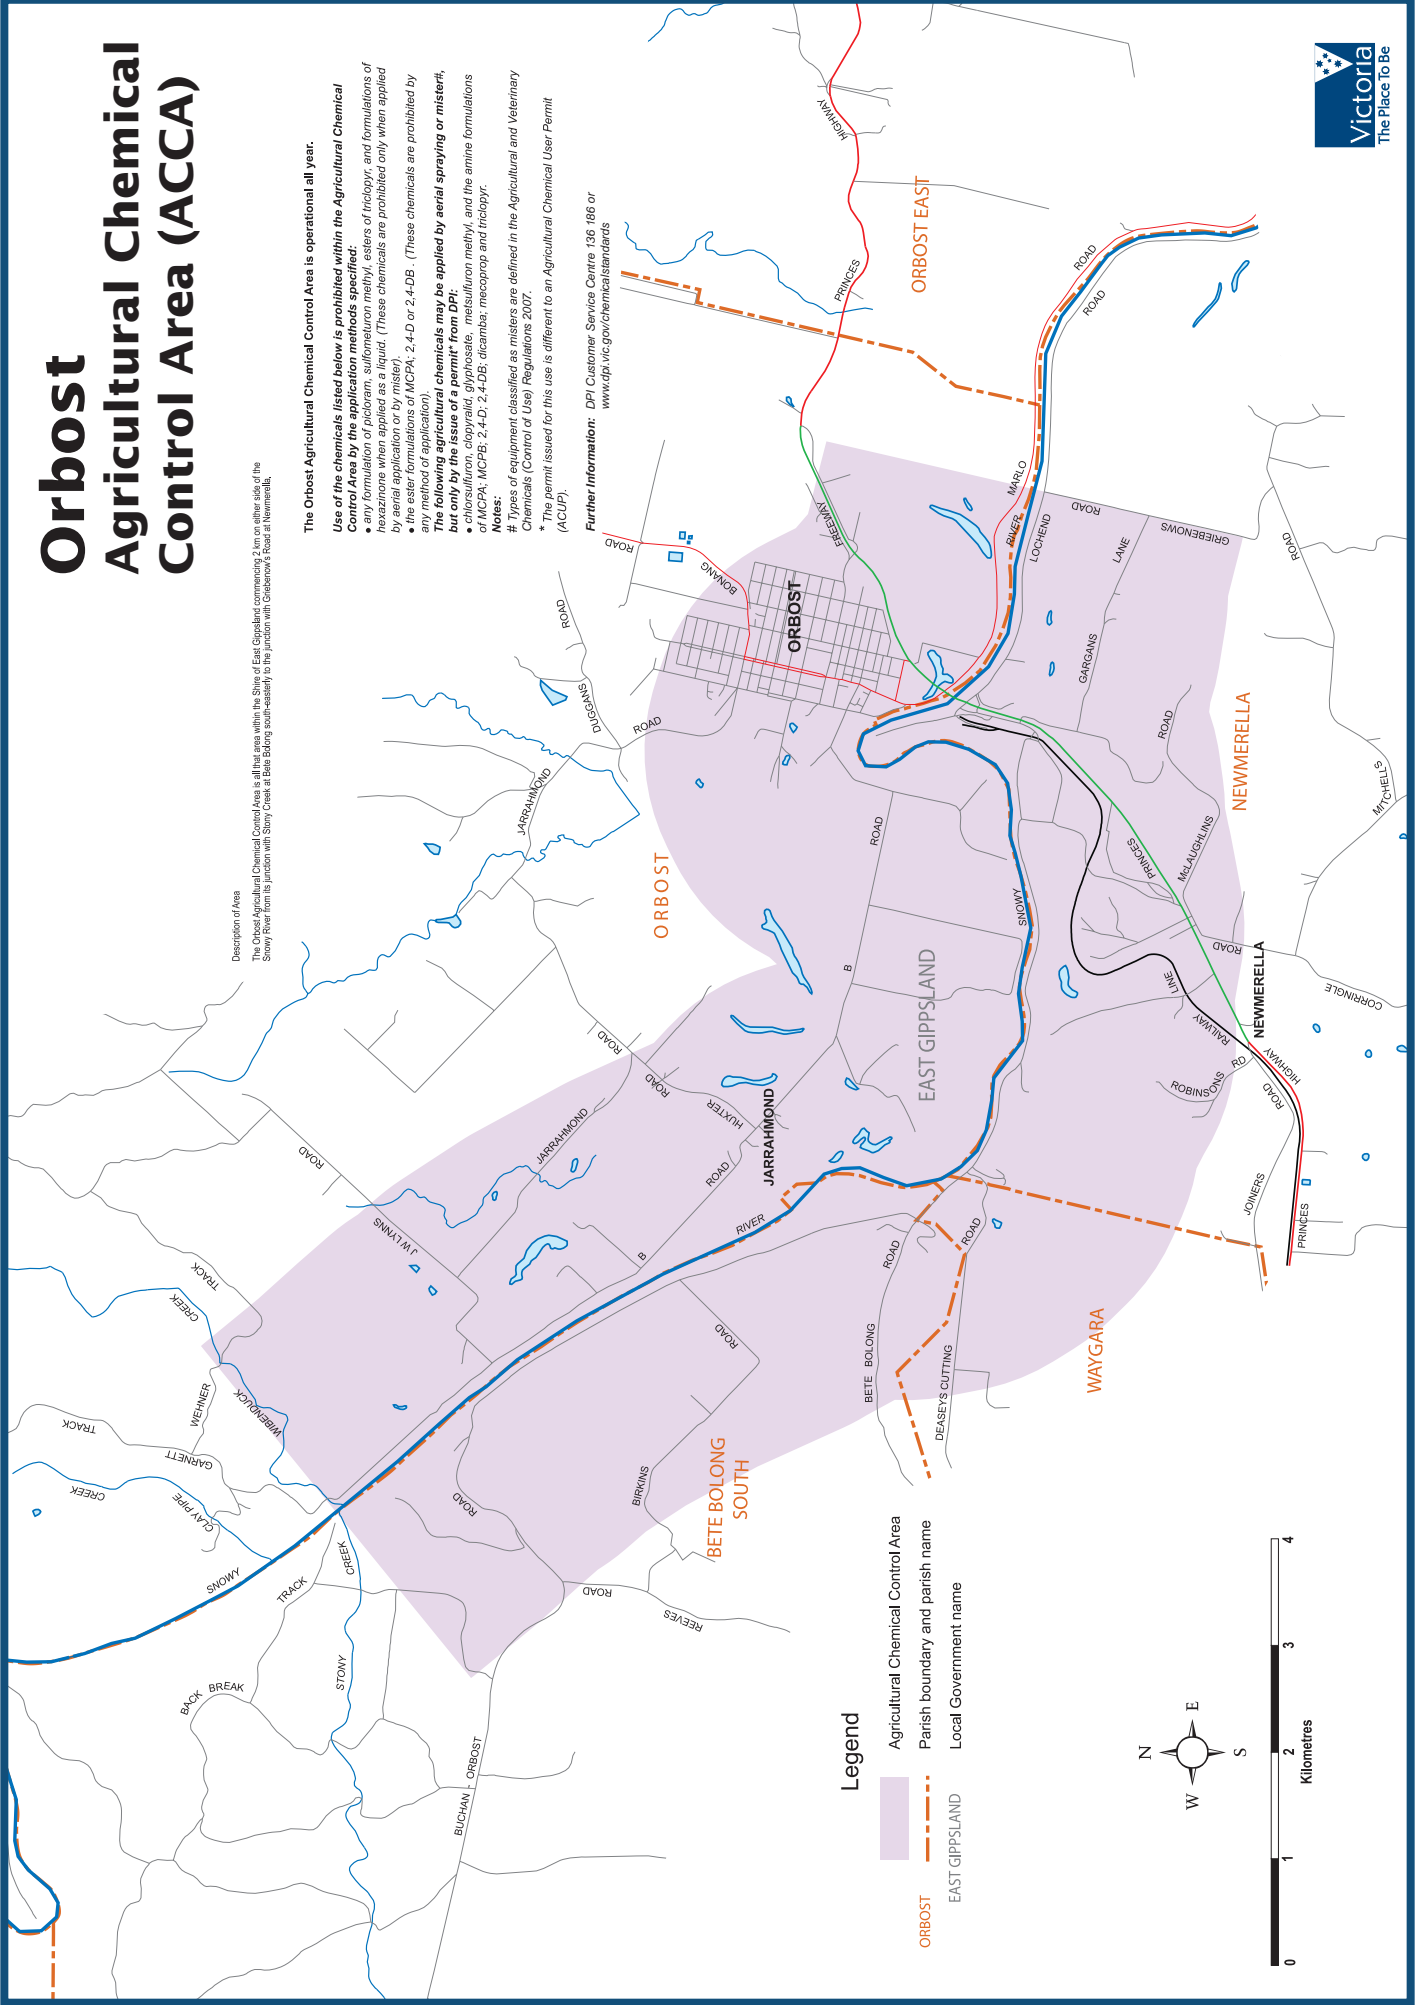 Orbost
Agricultural Chemical
Control Area (ACCA)
Description of Area
The Orbost Agricultural Chemical Control Area is all that area within the Shire of East Gippsland commencing 2 km on either side of the
Snowy River from its junction with Stony Creek at Bete Bolong south-easterly to the junction with Griebenow's Road at Newmerella.
The Orbost Agricultural Chemical Control Area is operational all year.
Use of the chemicals listed below is prohibited within the Agricultural Chemical
Control Area by the application methods specified:
● any formulation of picloram, sulfometuron methyl, esters of triclopyr, and formulations of
hexazinone when applied as a liquid. (These chemicals are prohibited only when applied
by aerial application or by mister).
● the ester formulations of MCPA; 2,4-D or 2,4-DB . (These chemicals are prohibited by
any method of application).
The following agricultural chemicals may be applied by aerial spraying or mister#,
but only by the issue of a permit* from DPI:
● chlorsulfuron, clopyralid, glyphosate, metsulfuron methyl, and the amine formulations
of MCPA; MCPB; 2,4-D; 2,4-DB; dicamba; mecoprop and triclopyr.
Notes:
# Types of equipment classified as misters are defined in the Agricultural and Veterinary
Chemicals (Control of Use) Regulations 2007.
* The permit issued for this use is different to an Agricultural Chemical User Permit
(ACUP).
Further Information: DPI Customer Service Centre 136 186 or
www.dpi.vic.gov/chemicalstandards
Victoria
The Place To Be
HIGHWAY
PRINCES
ORBOST EAST
ROAD
ROAD
MARLO
RIVER
LOCHEND
ROAD
GRIEBENOWS
LANE
GARGANS
ROAD
FREEWAY
ROAD
BONANG
ORBOST
ROAD
DUGGANS
ROAD
JARRAHMOND
ORBOST
ROAD
B
SNOWY
PRINCES
McLAUGHLINS
ROAD
NEWMERELLA
MITCHELLS
ROAD
CORRINGLE
NEWMERELLA
LINE
RAILWAY
HIGHWAY
RD
ROBINSONS
ROAD
JOINERS
PRINCES
EAST GIPPSLAND
ROAD
ROAD
HUXTER
JARRAHMOND
JARRAHMOND
ROAD
B
RIVER
ROAD
J W LYNNS
TRACK
CREEK
WEHNER
WIBENDUCK
TRACK
GARNETT
CREEK
CLAY PIPE
SNOWY
TRACK
CREEK
STONY
BACK
BREAK
BUCHAN - ORBOST
ROAD
ROAD
BIRKINS
ROAD
REEVES
ROAD
BETE BOLONG
ROAD
DEASEYS CUTTING
WAYGARA
BETE BOLONG
SOUTH
Legend
Agricultural Chemical Control Area
ORBOST
Parish boundary and parish name
EAST GIPPSLAND
Local Government name
N
W
E
S
0
1
2
3
4
Kilometres